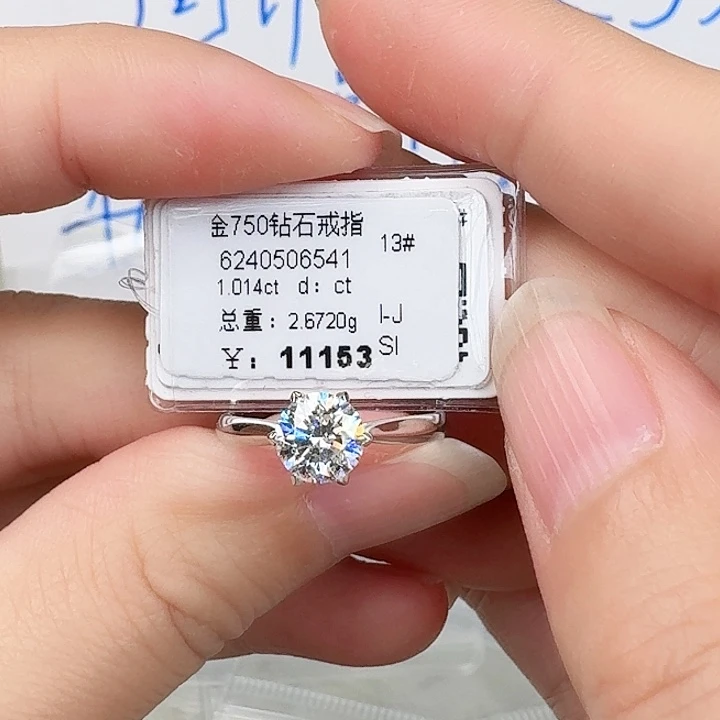 金750钻石戒指
13#
6240506541
1.014ct d: ct
总重: 2.6720g
I-J
¥: 11153
SI